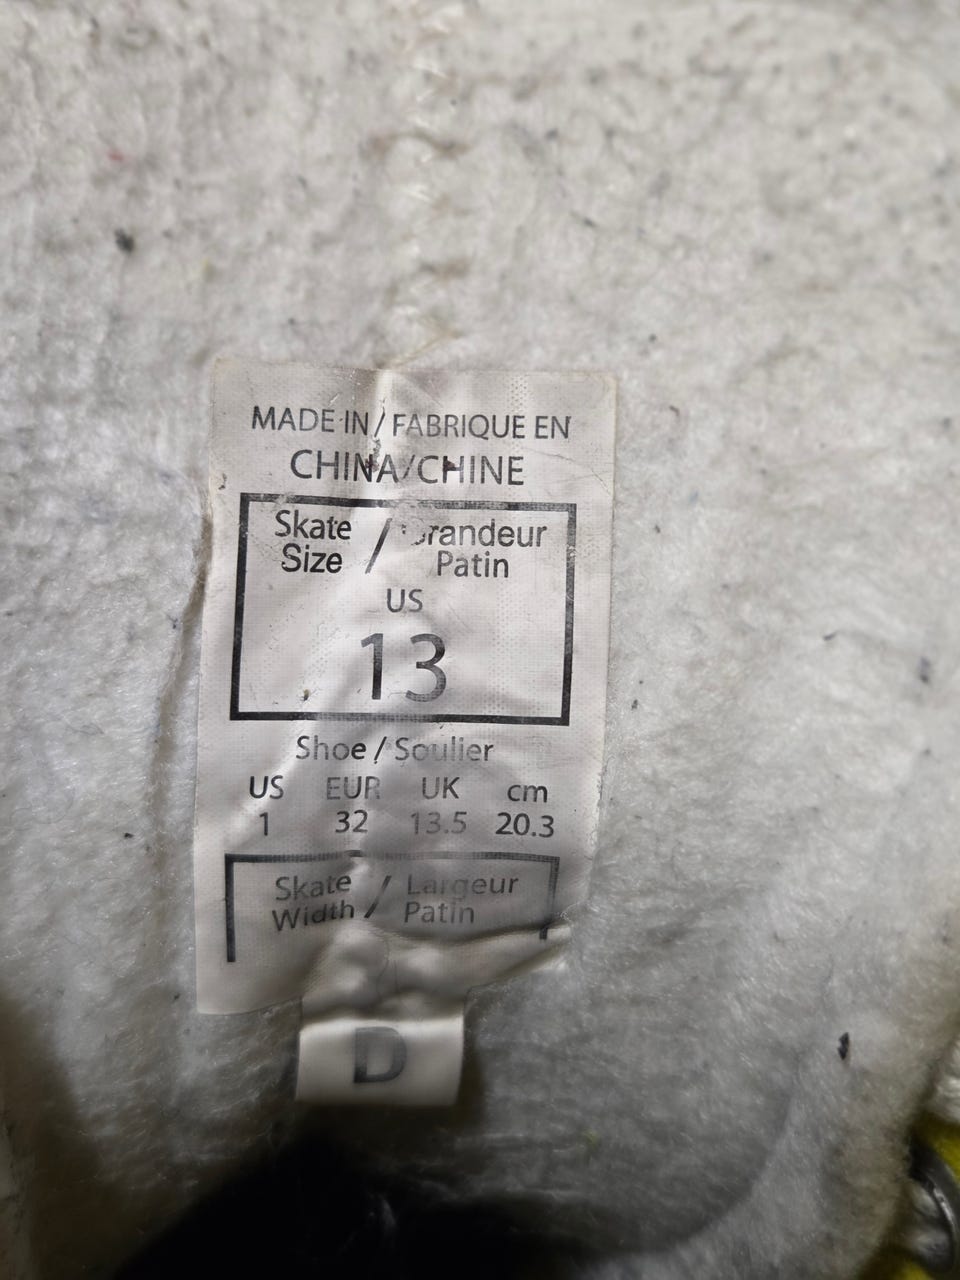 MADE IN / FABRIQUE EN
CHINA/CHINE
Skate Size / Grandeur Patin
US
13
Shoe / Soulier
US EUR UK cm
1 32 13.5 20.3
Skate Width / Largeur Patin
D